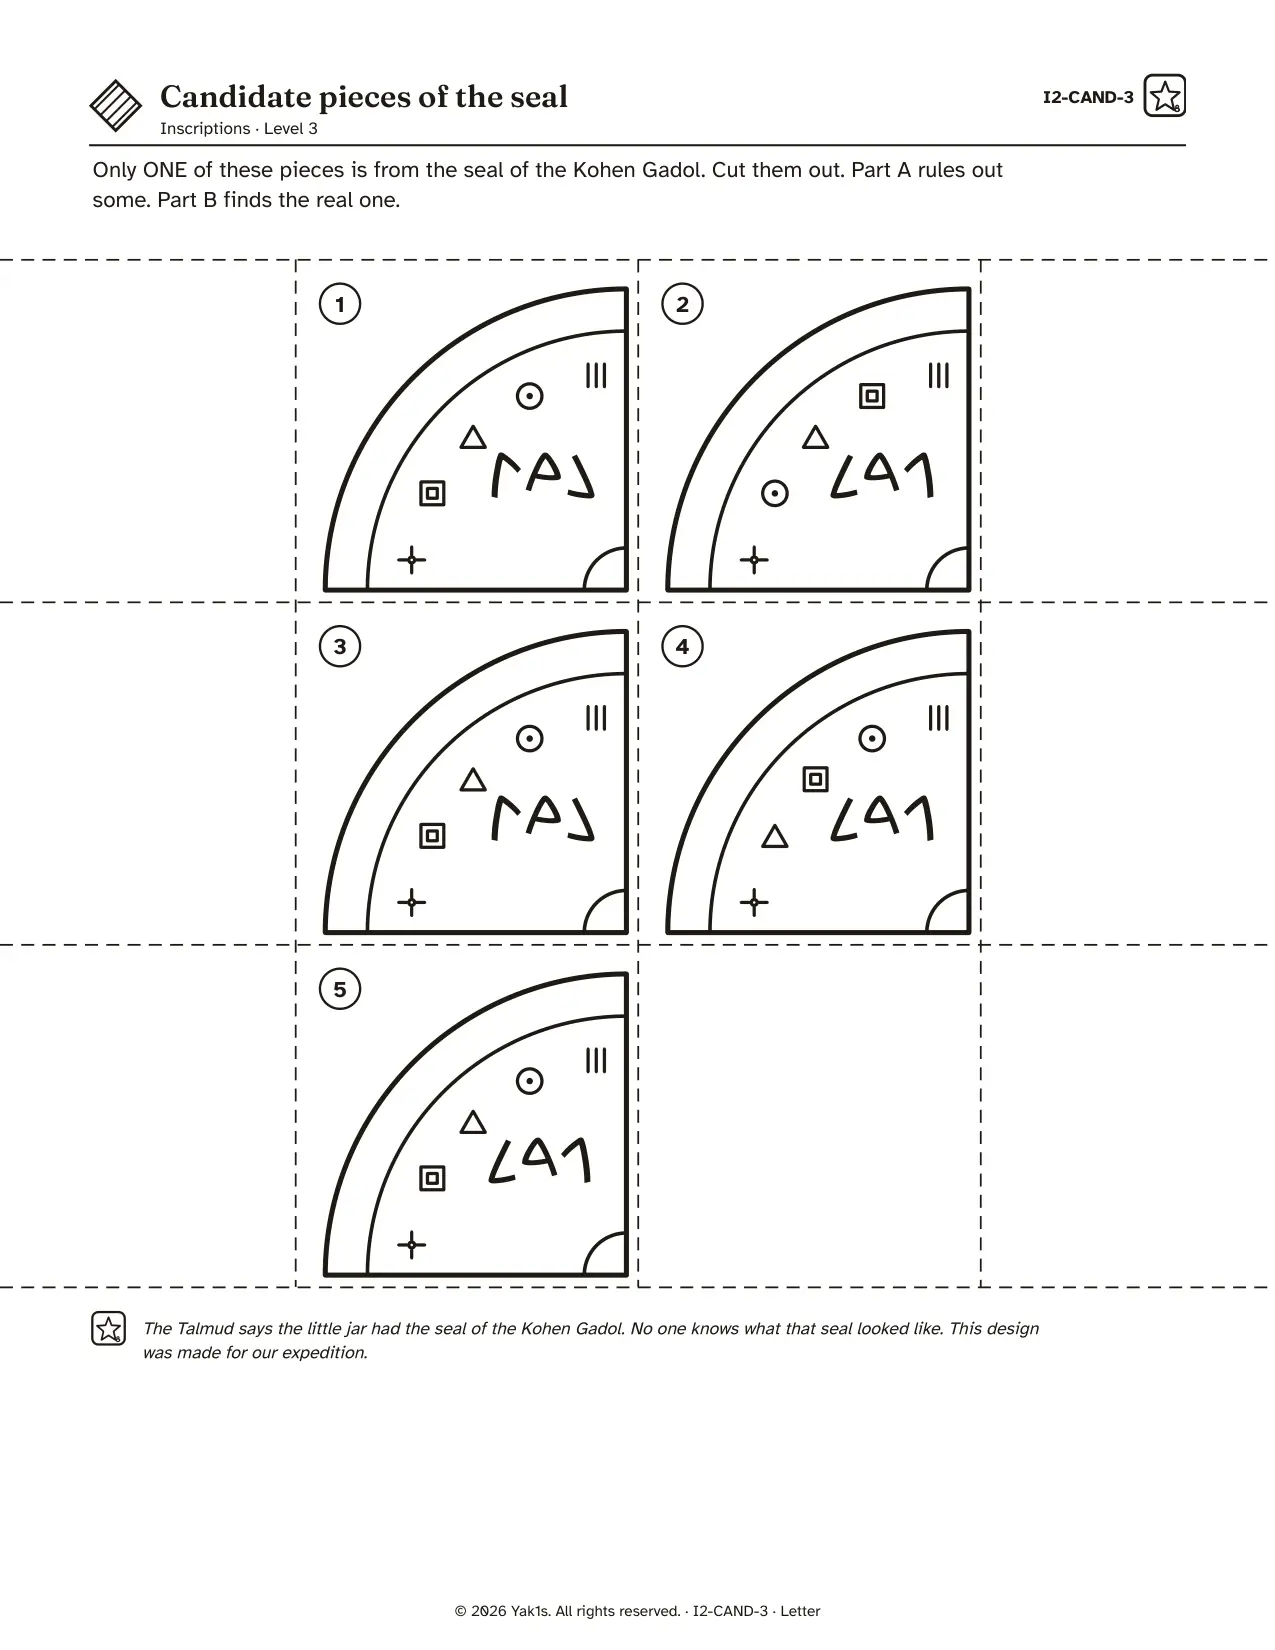 Candidate pieces of the seal
Inscriptions · Level 3
I2-CAND-3
Only ONE of these pieces is from the seal of the Kohen Gadol. Cut them out. Part A rules out
some. Part B finds the real one.
1
2
3
4
5
The Talmud says the little jar had the seal of the Kohen Gadol. No one knows what that seal looked like. This design
was made for our expedition.
© 2026 Yak1s. All rights reserved. · I2-CAND-3 · Letter